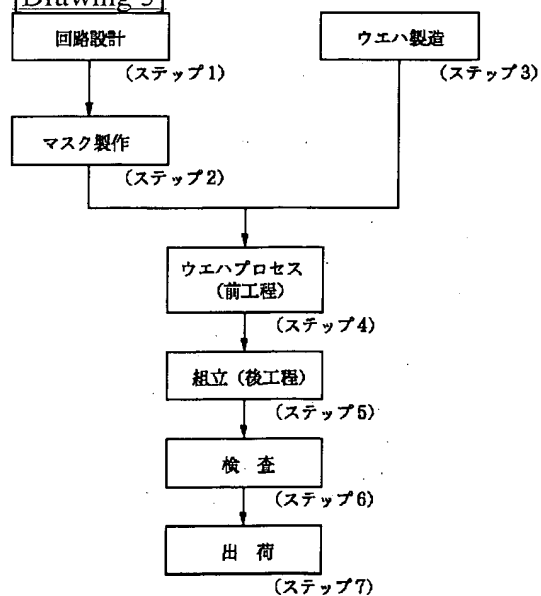 [Drawing 5]
回路設計
(ステップ1)
ウエハ製造
(ステップ3)
マスク製作
(ステップ2)
ウエハプロセス
(前工程)
(ステップ4)
組立(後工程)
(ステップ5)
検 査
(ステップ6)
出 荷
(ステップ7)